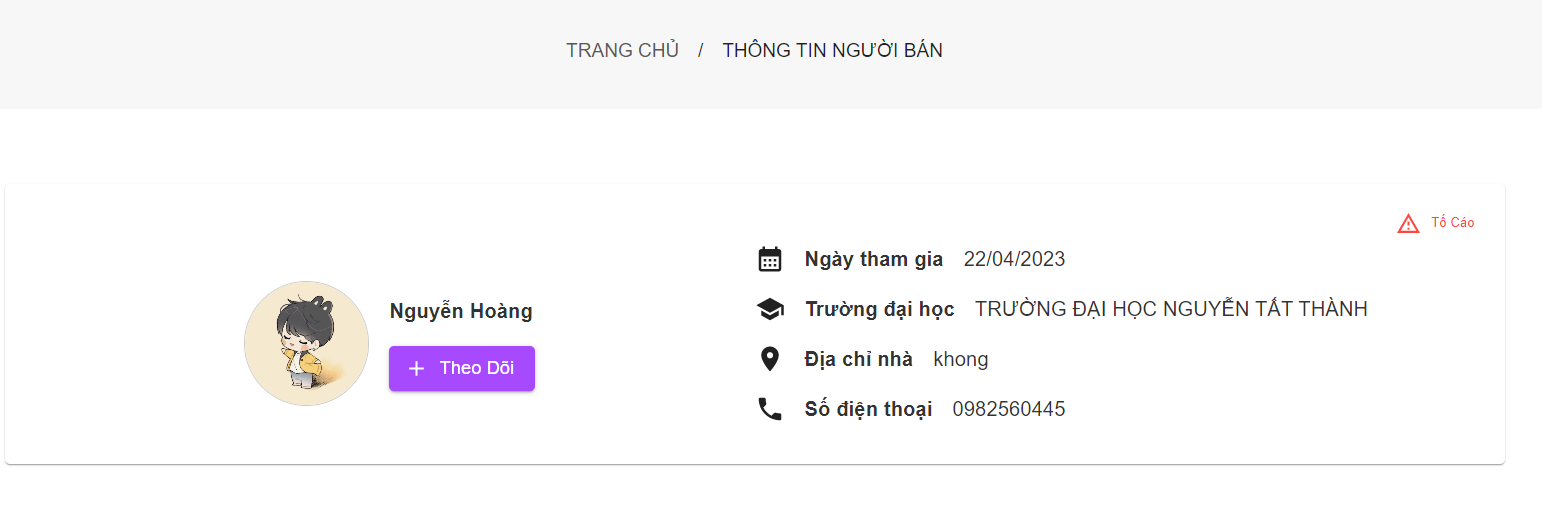 TRANG CHỦ / THÔNG TIN NGƯỜI BÁN
Tố Cáo
Nguyễn Hoàng
Theo Dõi
Ngày tham gia 22/04/2023
Trường đại học TRƯỜNG ĐẠI HỌC NGUYỄN TẤT THÀNH
Địa chỉ nhà khong
Số điện thoại 0982560445